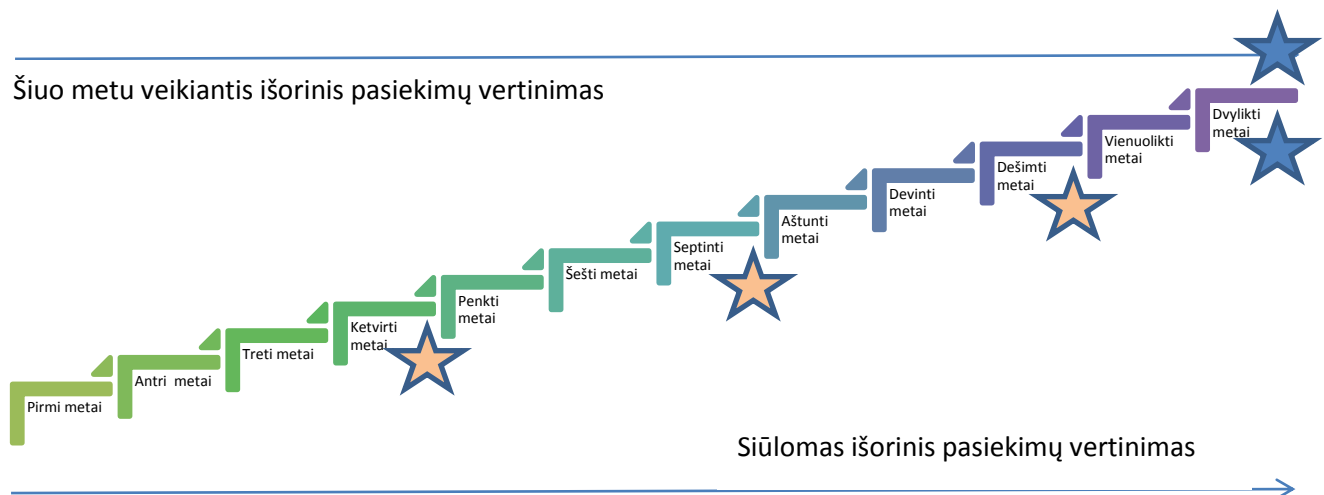 Šiuo metu veikiantis išorinis pasiekimų vertinimas
Pirmi metai
Antri metai
Treti metai
Ketvirti
metai
Penkti
metai
Šešti metai
Septinti
metai
Aštunti
metai
Devinti
metai
Dešimti
metai
Vienuolikti
metai
Dvylikti
metai
Siūlomas išorinis pasiekimų vertinimas